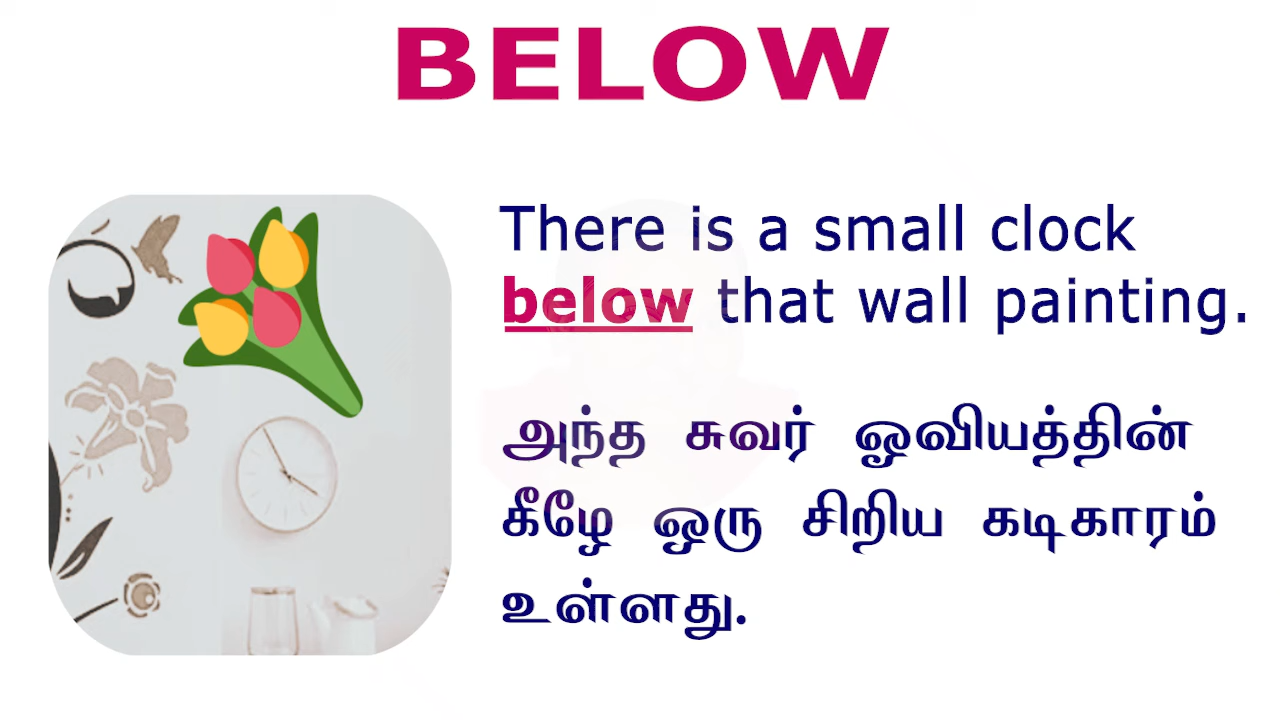 BELOW
There is a small clock
below that wall painting.
அந்த சுவர் ஓவியத்தின்
கீழே ஒரு சிறிய கடிகாரம்
உள்ளது.